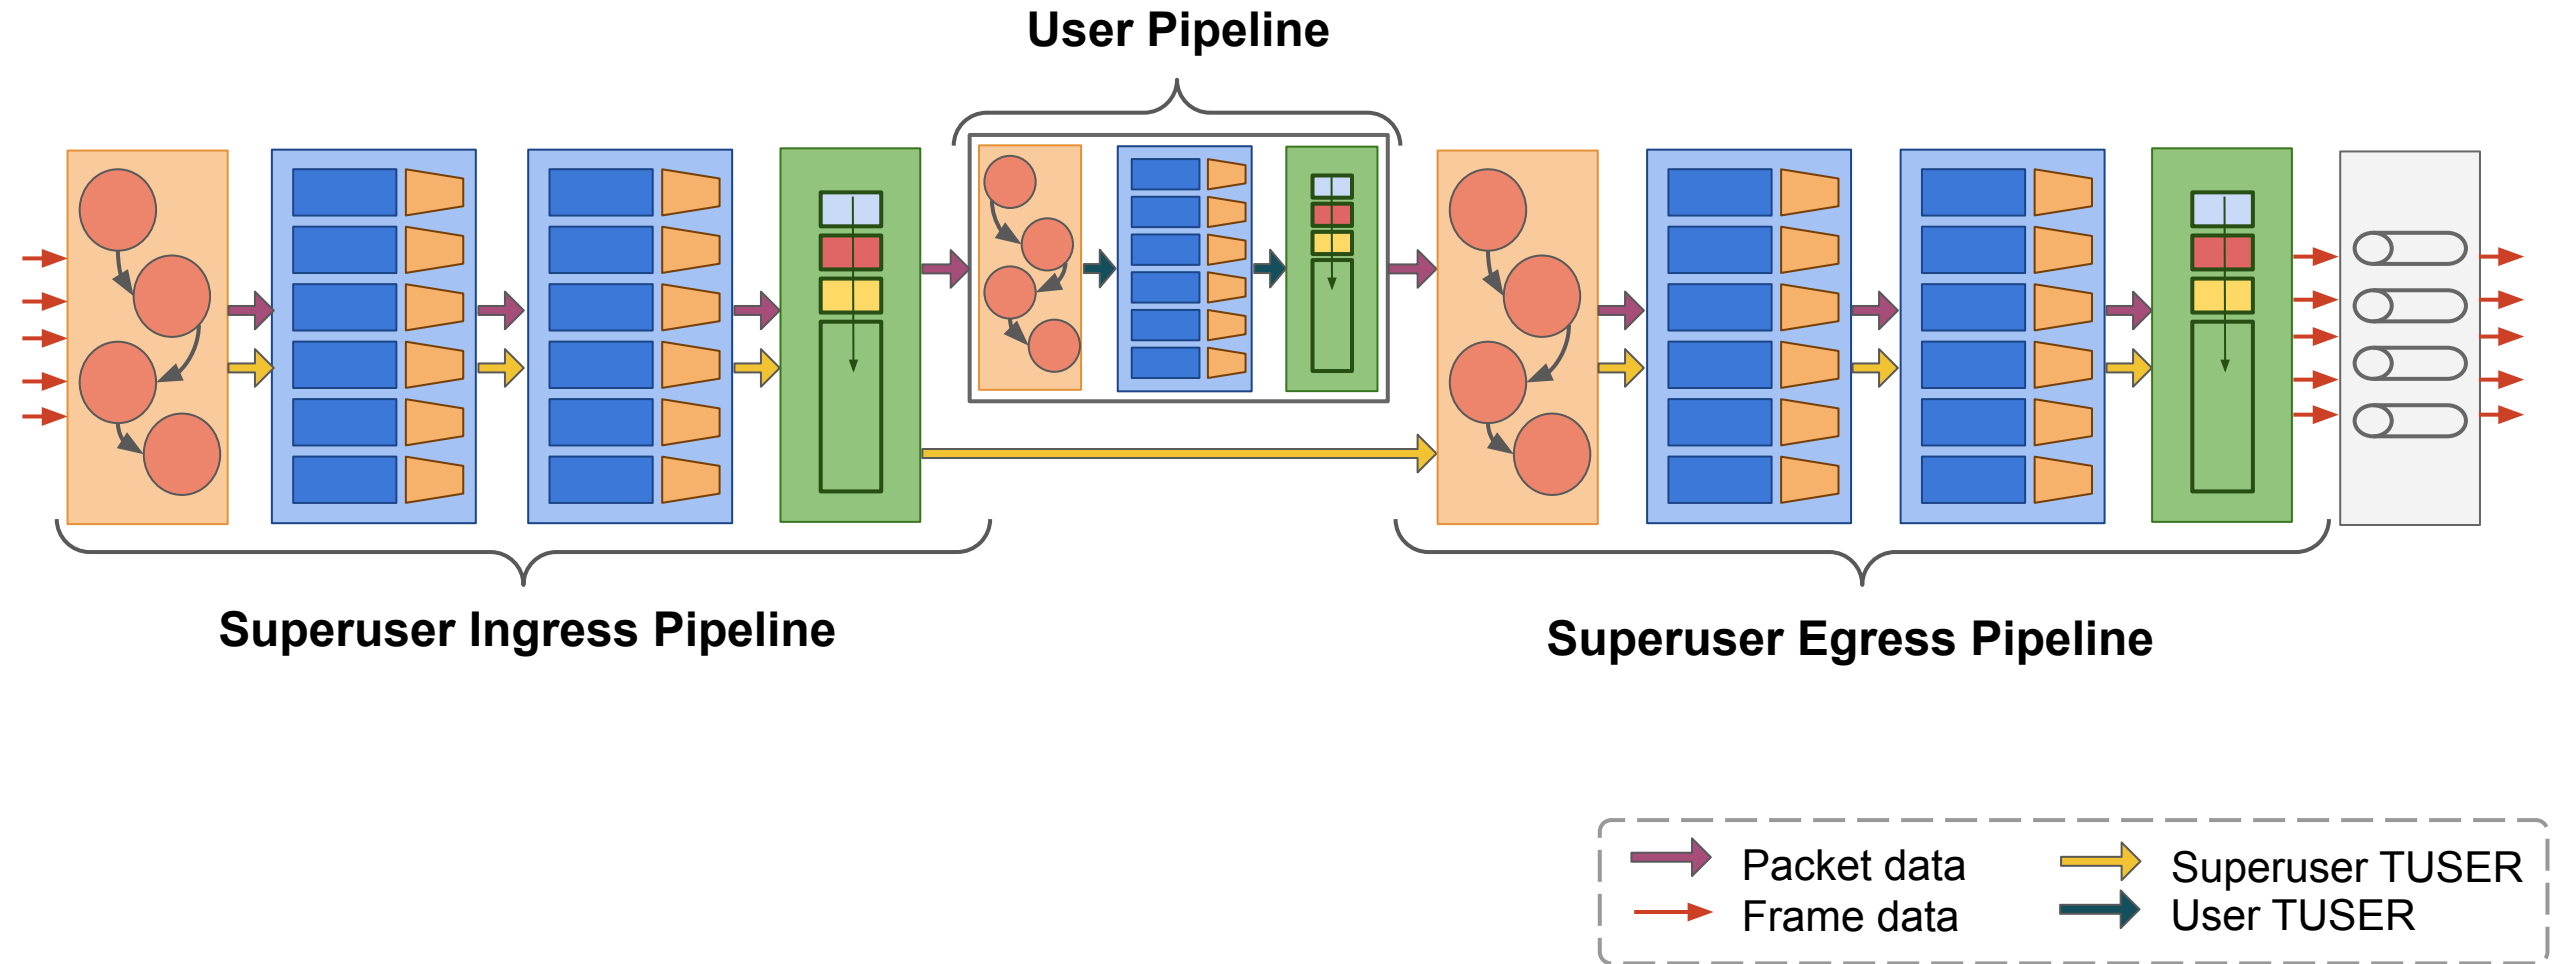 User Pipeline
Superuser Ingress Pipeline
Superuser Egress Pipeline
Packet data
Superuser TUSER
Frame data
User TUSER